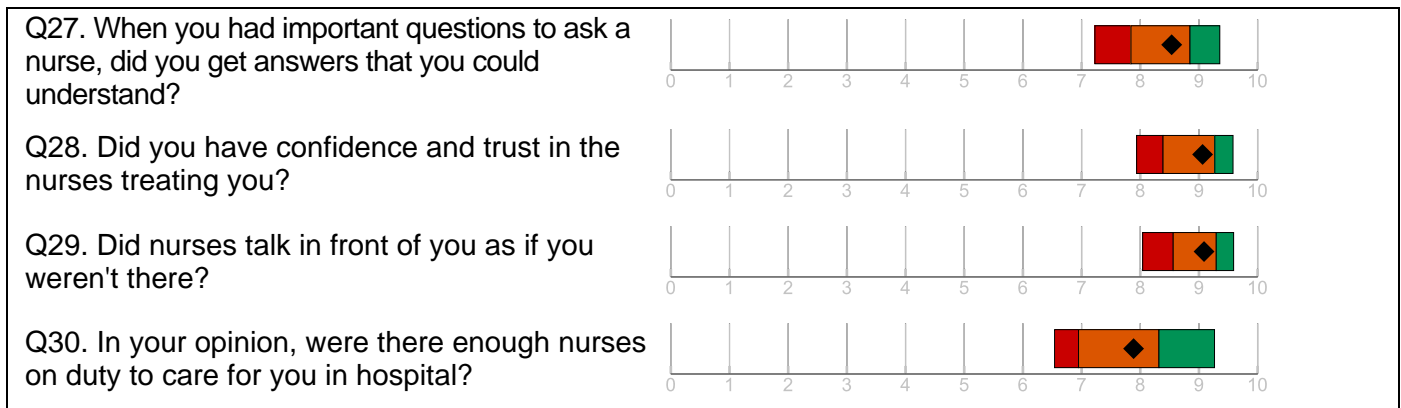 Q27. When you had important questions to ask a
nurse, did you get answers that you could
understand?
0 1 2 3 4 5 6 7 8 9 10
Q28. Did you have confidence and trust in the
nurses treating you?
0 1 2 3 4 5 6 7 8 9 10
Q29. Did nurses talk in front of you as if you
weren't there?
0 1 2 3 4 5 6 7 8 9 10
Q30. In your opinion, were there enough nurses
on duty to care for you in hospital?
0 1 2 3 4 5 6 7 8 9 10